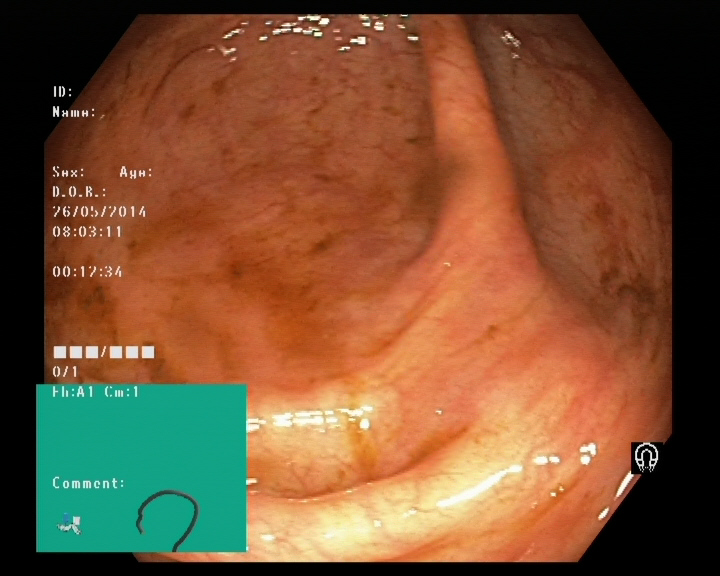 ID:
Name:
Sex: Age:
D.O.B.:
26/05/2014
08:03:11
00:12:34
■■■/■■■
0/1
Eh:A1 Cm:1
Comment: